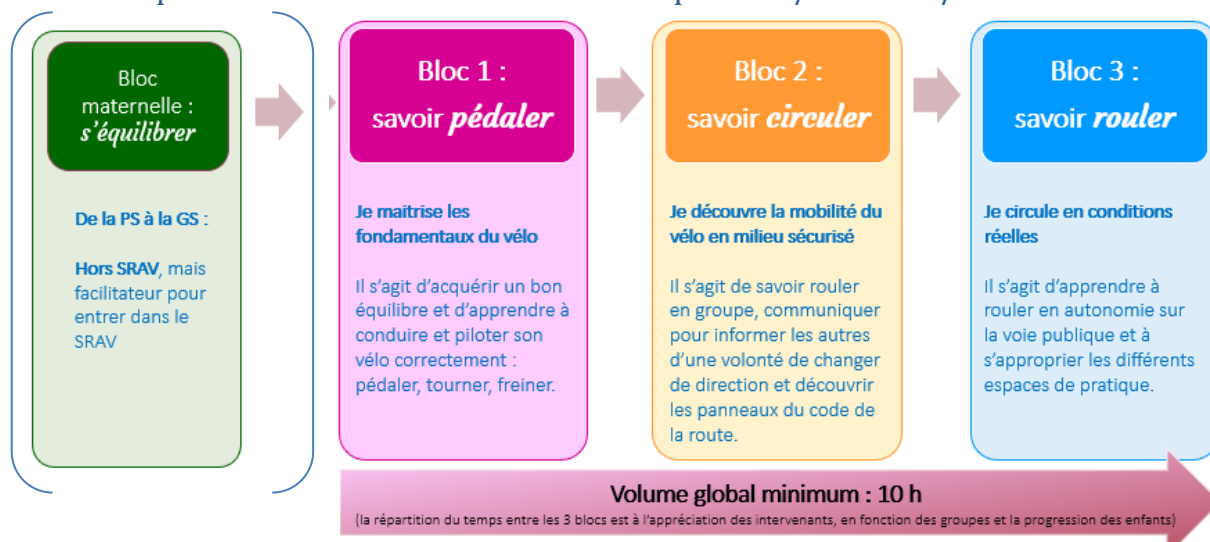 Bloc
maternelle :
s'équilibrer
De la PS à la GS :
Hors SRAV, mais
facilitateur pour
entrer dans le
SRAV
Bloc 1 :
savoir pédaler
Je maitrise les
fondamentaux du vélo
Il s'agit d'acquérir un bon
équilibre et d'apprendre à
conduire et piloter son
vélo correctement :
pédaler, tourner, freiner.
Bloc 2 :
savoir circuler
Je découvre la mobilité du
vélo en milieu sécurisé
Il s'agit de savoir rouler
en groupe, communiquer
pour informer les autres
d'une volonté de changer
de direction et découvrir
les panneaux du code de
la route.
Bloc 3 :
savoir rouler
Je circule en conditions
réelles
Il s'agit d'apprendre à
rouler en autonomie sur
la voie publique et à
s'approprier les différents
espaces de pratique.
Volume global minimum : 10 h
(la répartition du temps entre les 3 blocs est à l'appréciation des intervenants, en fonction des groupes et la progression des enfants)